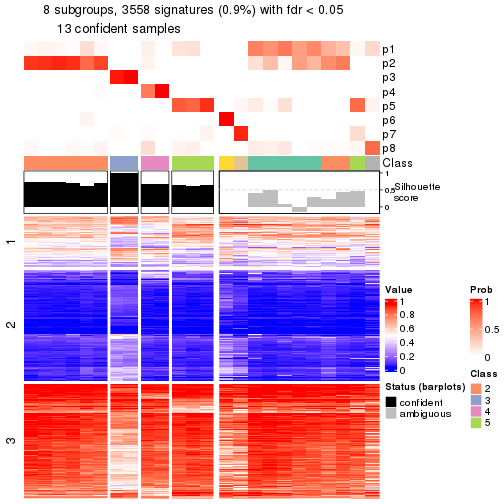 8 subgroups, 3558 signatures (0.9%) with fdr < 0.05
13 confident samples
p1
p2
p3
p4
p5
p6
p7
p8
Class
1
0.5
0
Silhouette
score
1
2
3
Value
1
0.8
0.6
0.4
0.2
0
Status (barplots)
confident
ambiguous
Prob
1
0.5
0
Class
2
3
4
5